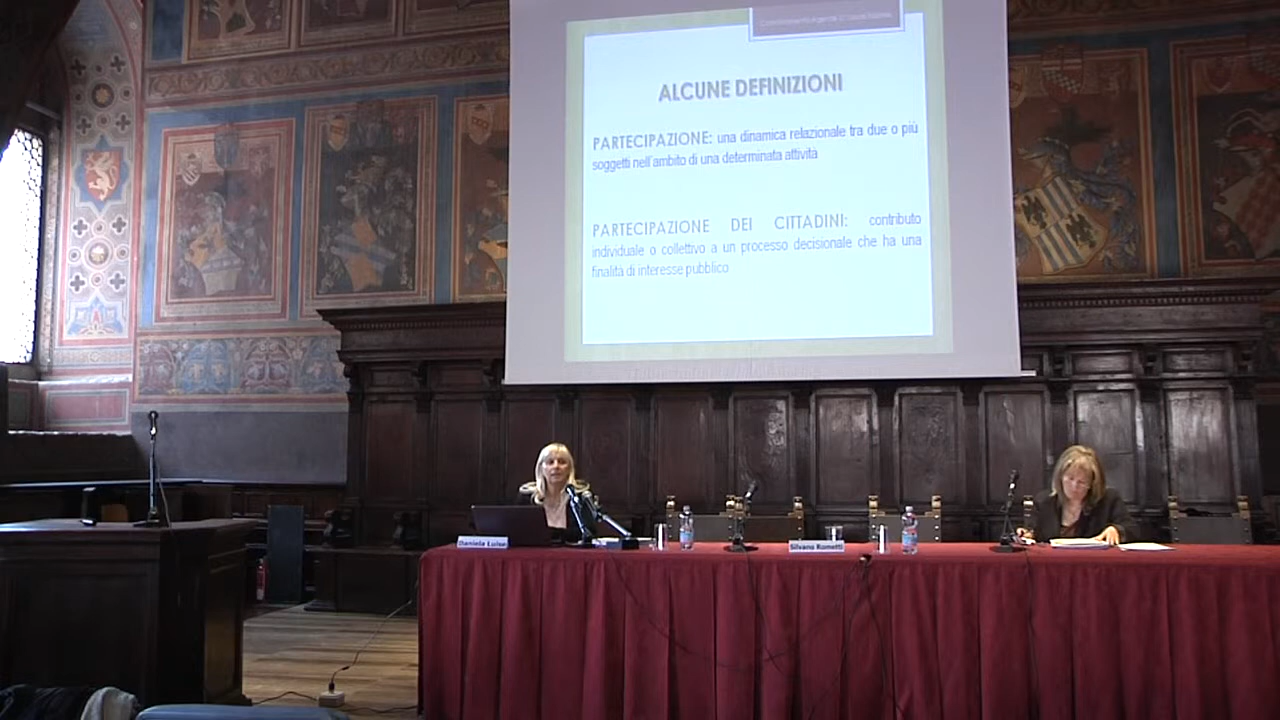 ALCUNE DEFINIZIONI
PARTECIPAZIONE: una dinamica relazionale tra due o più
soggetti nell'ambito di una determinata attività
PARTECIPAZIONE DEI CITTADINI: contributo
individuale o collettivo a un processo decisionale che ha una
finalità di interesse pubblico
Daniela Luise
Silvano Rometti